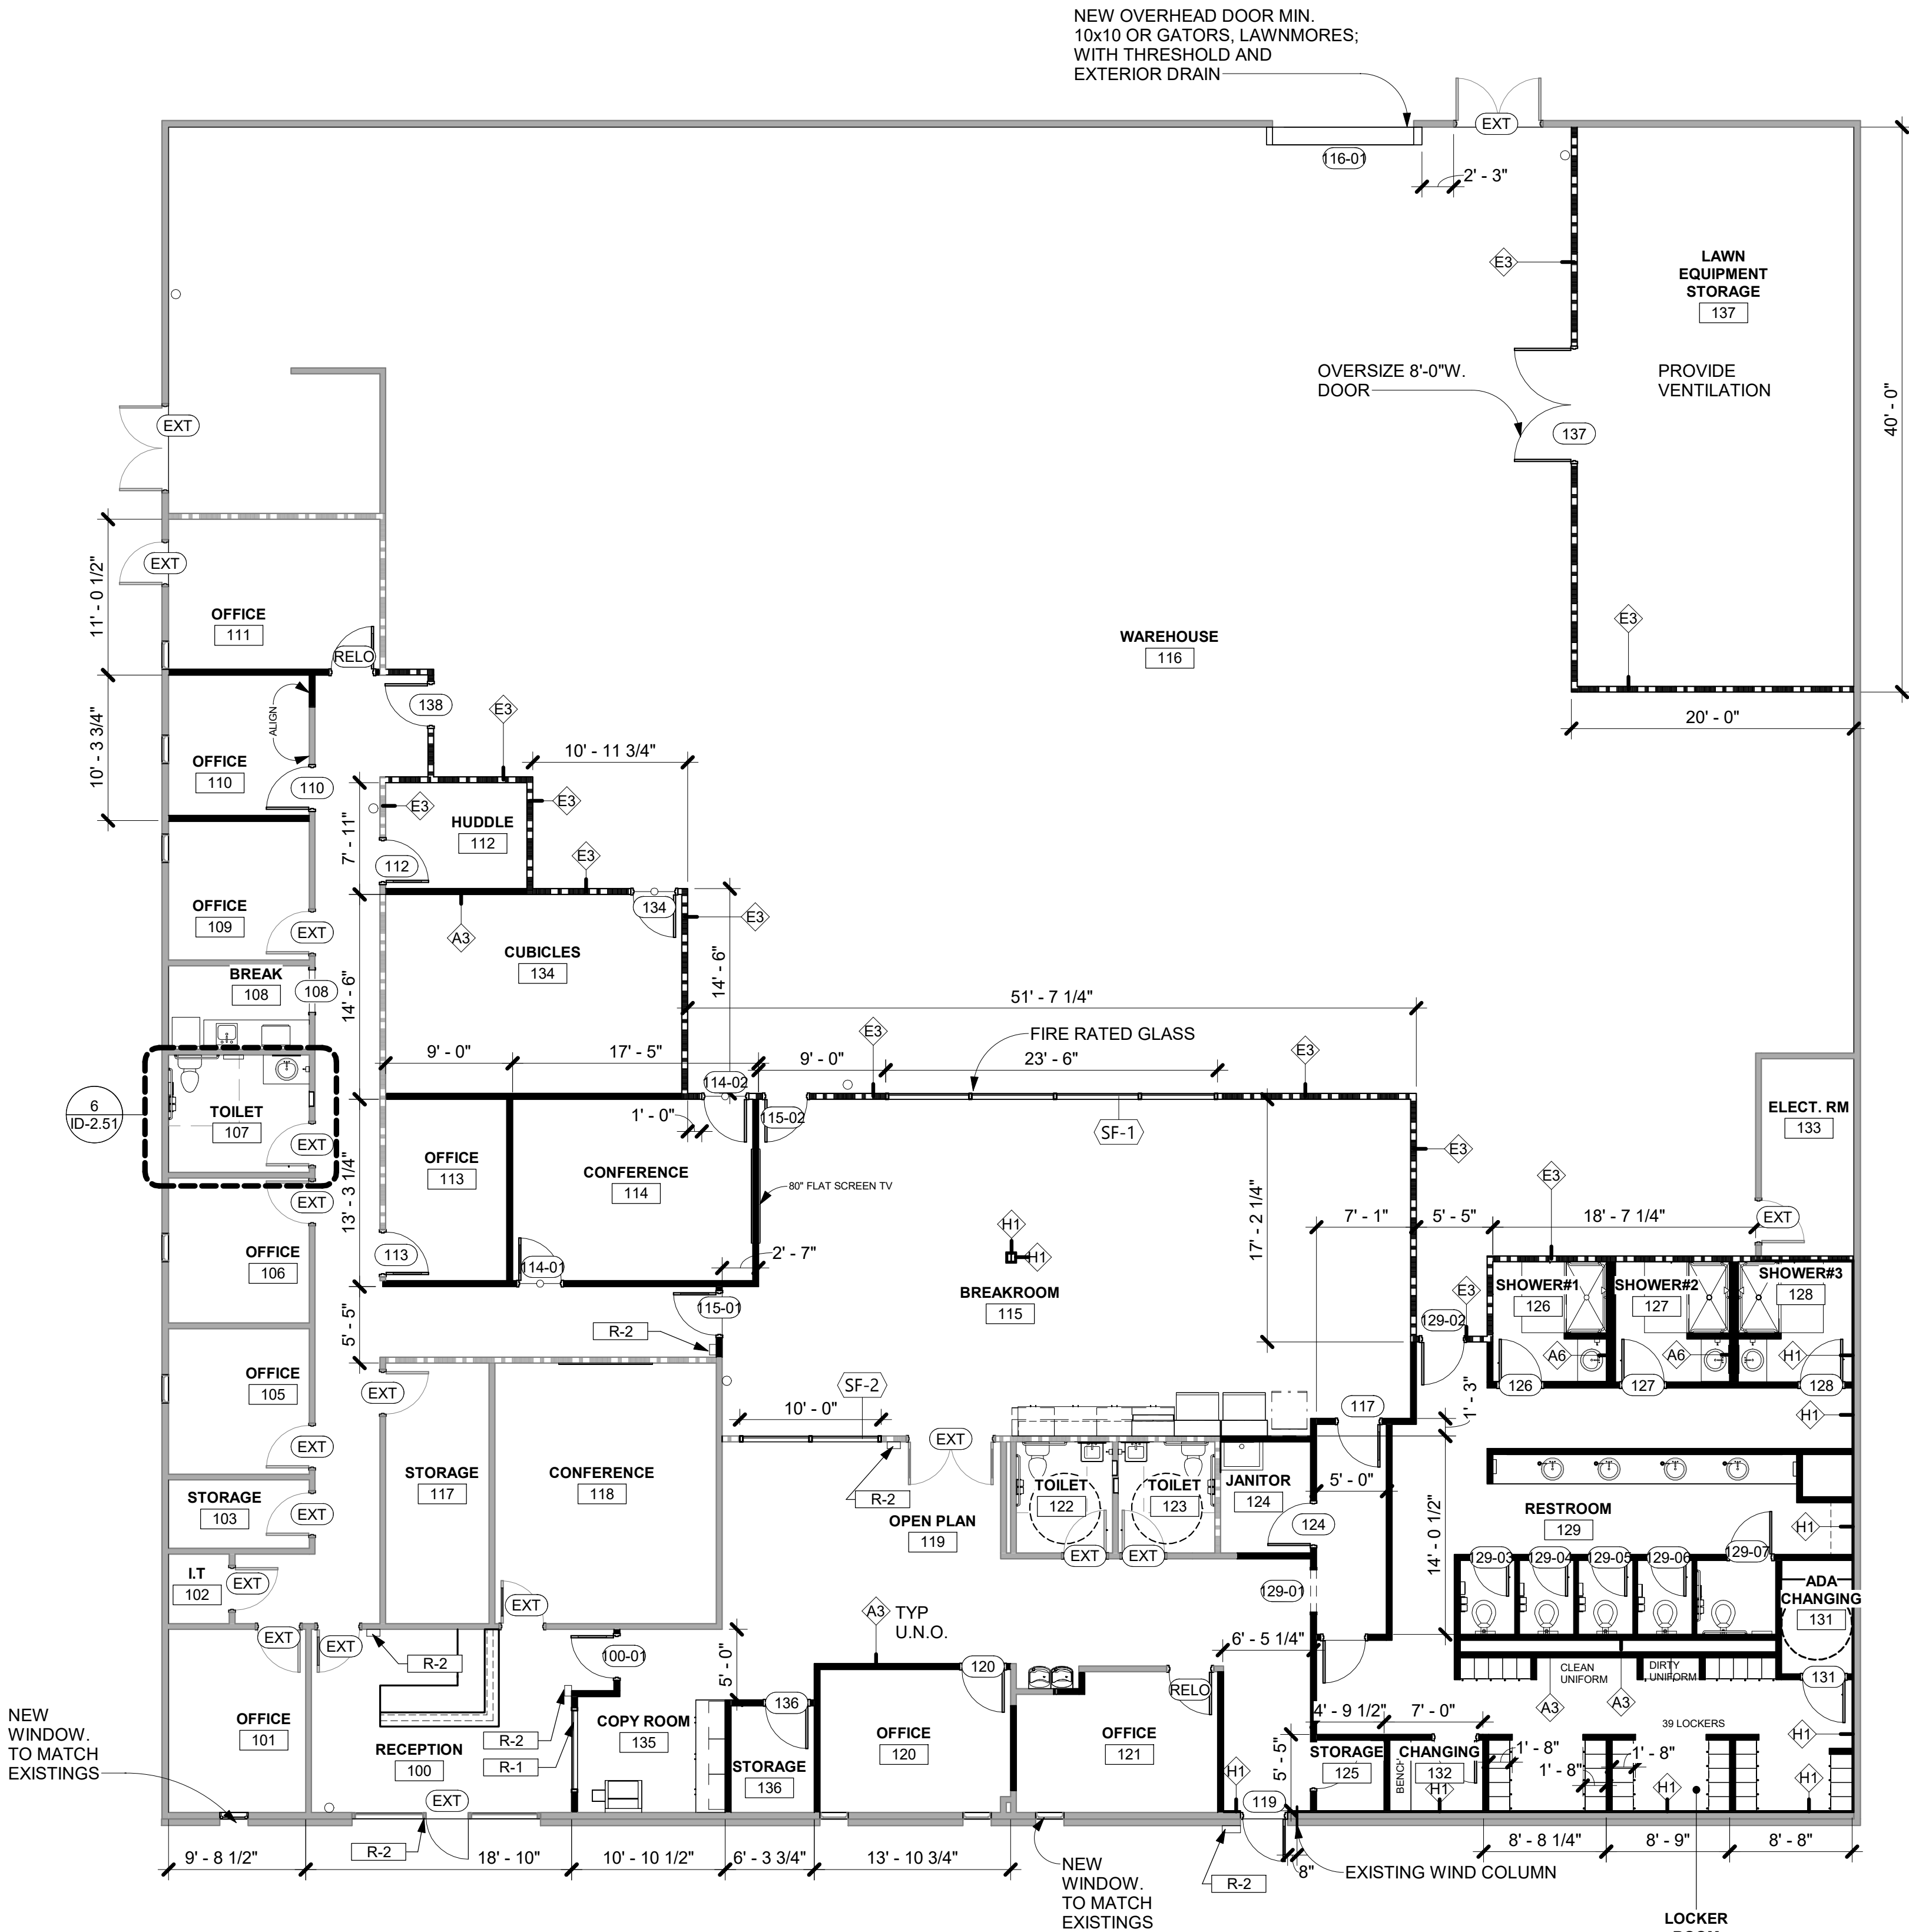 NEW OVERHEAD DOOR MIN.
10x10 OR GATORS, LAWNMORES;
WITH THRESHOLD AND
EXTERIOR DRAIN
EXT
116-01
2' - 3"
E3
LAWN
EQUIPMENT
STORAGE
137
OVERSIZE 8'-0"W.
DOOR
PROVIDE
VENTILATION
137
40' - 0"
EXT
EXT
11' - 0 1/2"
OFFICE
111
RELO
WAREHOUSE
116
E3
20' - 0"
138
E3
ALIGN
10' - 3 3/4"
OFFICE
110
110
10' - 11 3/4"
E3
E3
HUDDLE
112
7' - 11"
112
E3
OFFICE
109
EXT
134
E3
A3
CUBICLES
134
14' - 6"
14' - 6"
BREAK
108
108
51' - 7 1/4"
E3
FIRE RATED GLASS
E3
9' - 0"
17' - 5"
9' - 0"
23' - 6"
114-02
115-02
1' - 0"
SF-1
6
ID-2.51
TOILET
107
EXT
ELECT. RM
133
OFFICE
113
CONFERENCE
114
80" FLAT SCREEN TV
E3
E3
EXT
13' - 3 1/4"
17' - 2 1/4"
7' - 1"
5' - 5"
18' - 7 1/4"
EXT
H1
H1
OFFICE
106
113
114-01
2' - 7"
BREAKROOM
115
SHOWER#1
126
SHOWER#2
127
SHOWER#3
128
E3
129-02
115-01
R-2
5' - 5"
A6
A6
H1
126
127
128
OFFICE
105
EXT
SF-2
10' - 0"
117
1' - 3"
H1
EXT
EXT
STORAGE
117
CONFERENCE
118
R-2
OPEN PLAN
119
TOILET
122
TOILET
123
JANITOR
124
5' - 0"
124
14' - 0 1/2"
RESTROOM
129
H1
STORAGE
103
EXT
EXT
EXT
129-03
129-04
129-05
129-06
129-07
I.T
102
EXT
EXT
129-01
ADA
CHANGING
131
A3
TYP
U.N.O.
EXT
EXT
R-2
100-01
5' - 0"
6' - 5 1/4"
120
RELO
CLEAN
UNIFORM
DIRTY
UNIFORM
131
A3
A3
136
4' - 9 1/2"
7' - 0"
39 LOCKERS
H1
NEW
WINDOW.
TO MATCH
EXISTINGS
OFFICE
101
RECEPTION
100
R-2
R-1
COPY ROOM
135
STORAGE
136
OFFICE
120
OFFICE
121
STORAGE
125
CHANGING
132
BENCH
H1
5' - 5"
H1
1' - 8"
1' - 8"
1' - 8"
H1
H1
EXT
119
R-2
9' - 8 1/2"
18' - 10"
10' - 10 1/2"
6' - 3 3/4"
13' - 10 3/4"
8' - 8 1/4"
8' - 9"
8' - 8"
NEW
WINDOW.
TO MATCH
EXISTINGS
R-2
8"
EXISTING WIND COLUMN
LOCKER